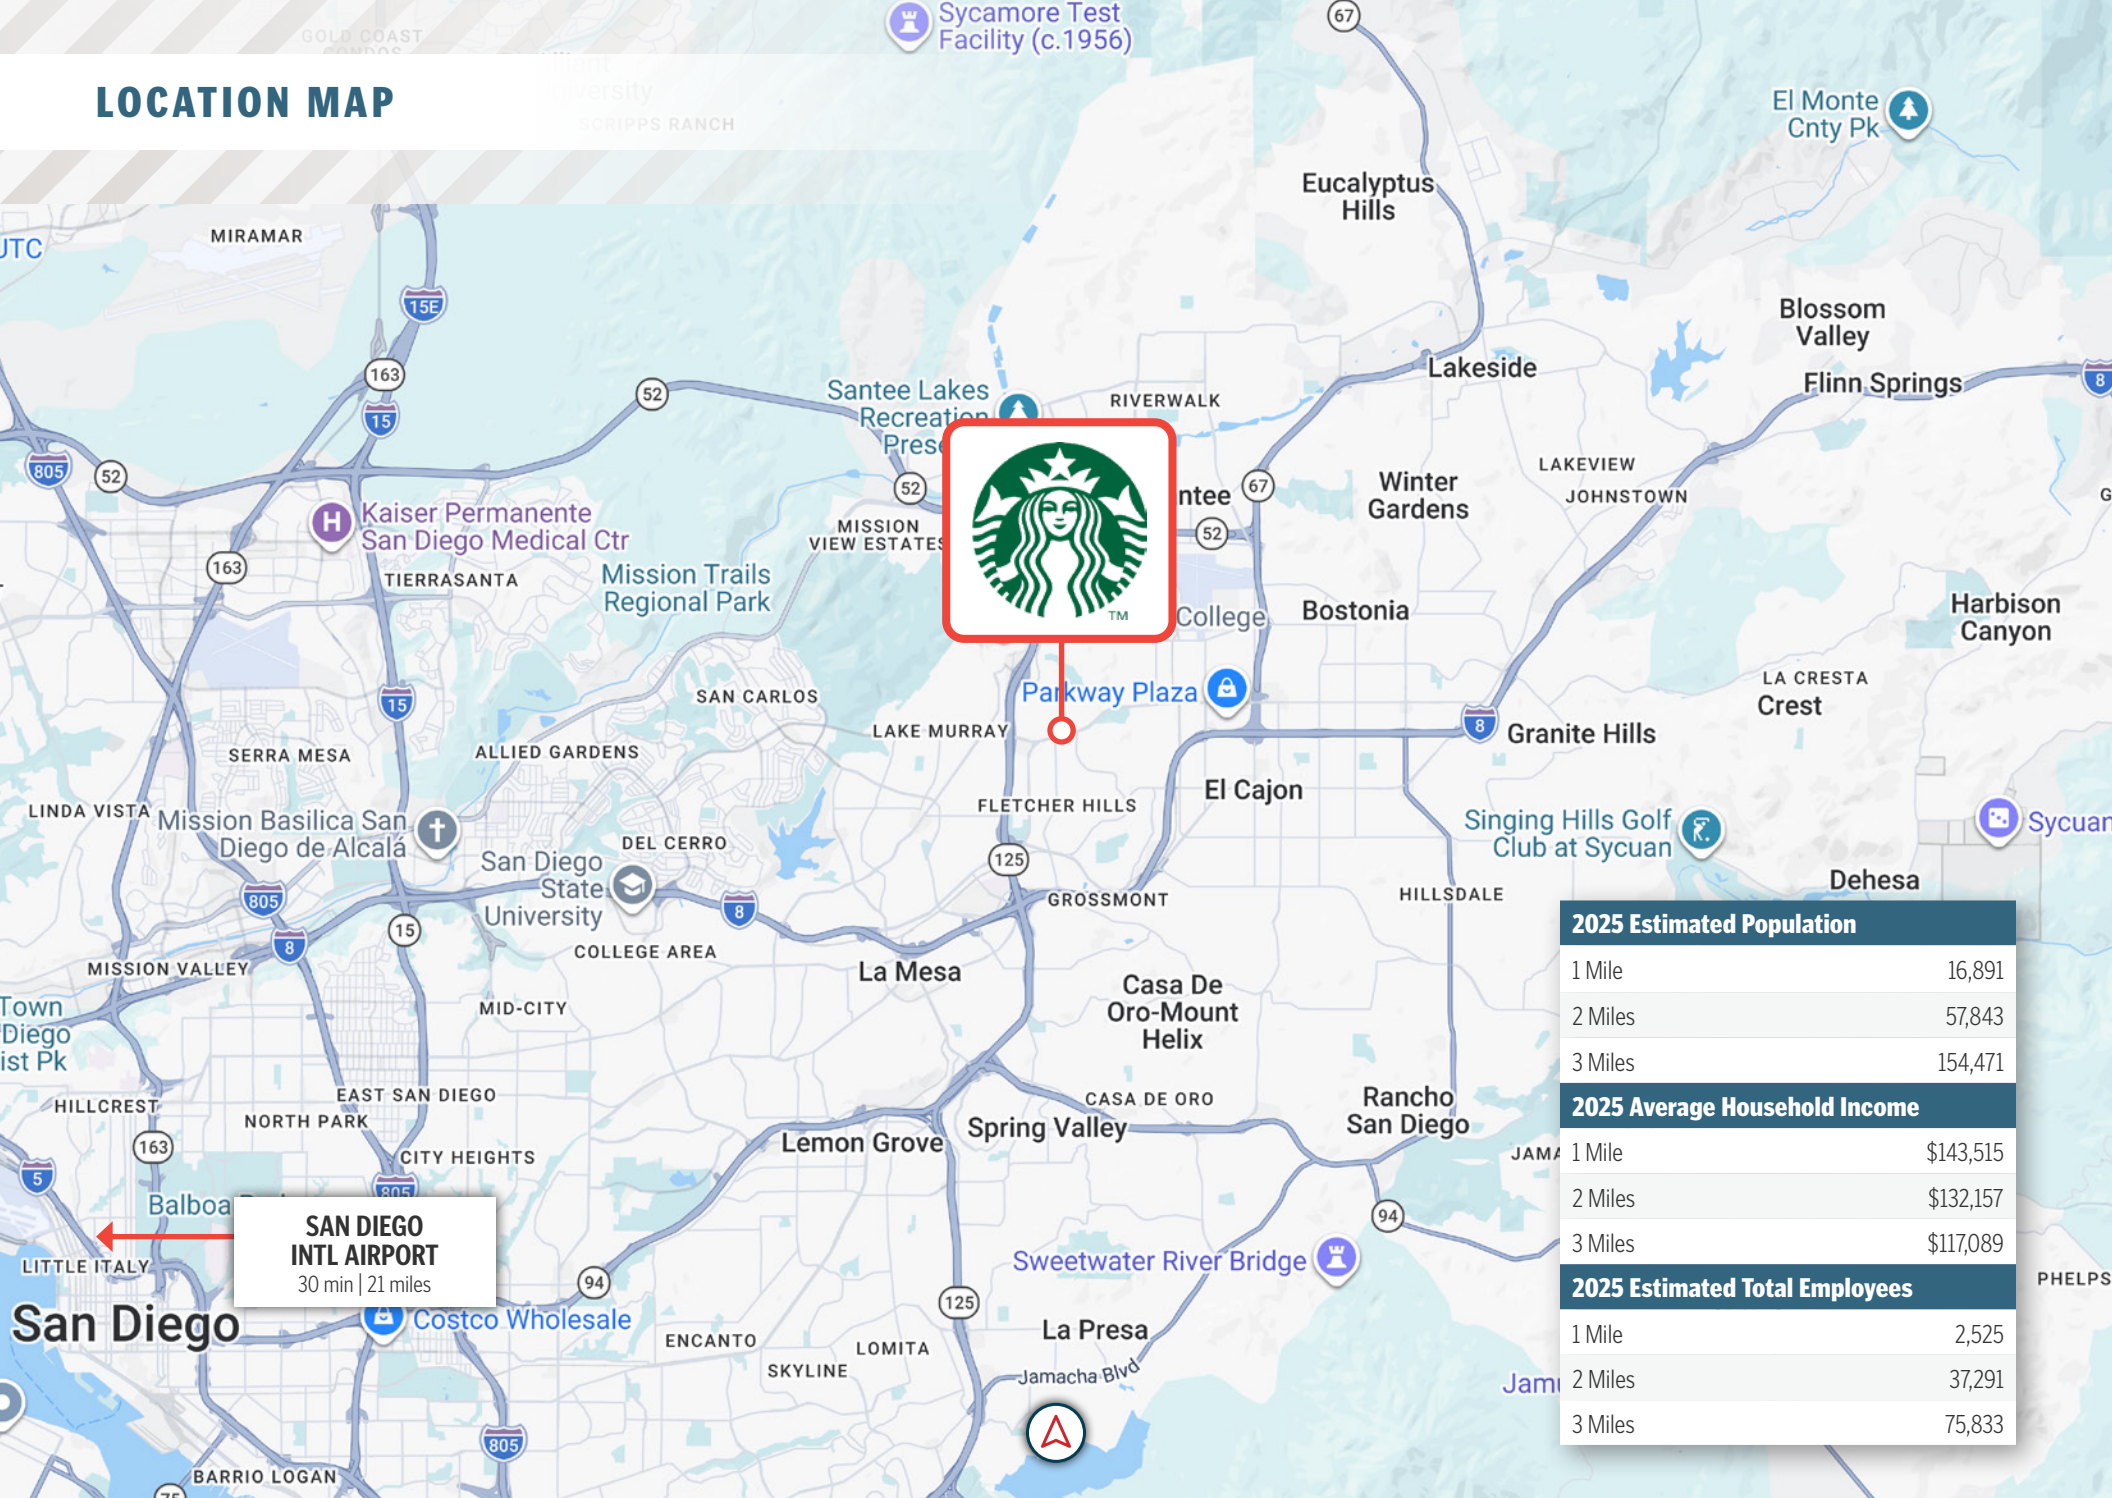 LOCATION MAP
GOLD COAST
CONDOS
SCRIPPS RANCH
Sycamore Test
Facility (c.1956)
67
El Monte
Cnty Pk
Eucalyptus
Hills
MIRAMAR
UTC
15E
Blossom
Valley
163
15
52
Lakeside
Flinn Springs
8
Santee Lakes
Recreation
RIVERWALK
805
52
52
67
Winter
Gardens
LAKEVIEW
JOHNSTOWN
Kaiser Permanente
San Diego Medical Ctr
MISSION
VIEW ESTATES
TM
52
163
TIERRASANTA
Mission Trails
Regional Park
College
Bostonia
Harbison
Canyon
15
SAN CARLOS
Parkway Plaza
LA CRESTA
Crest
LAKE MURRAY
8
Granite Hills
SERRA MESA
ALLIED GARDENS
El Cajon
LINDA VISTA
FLETCHER HILLS
Mission Basilica San
Diego de Alcalá
Singing Hills Golf
Club at Sycuan
Sycuan
San Diego
State
University
DEL CERRO
125
Dehesa
805
8
15
8
GROSSMONT
HILLSDALE
COLLEGE AREA
MISSION VALLEY
La Mesa
Casa De
Oro-Mount
Helix
Town
Diego
ist Pk
MID-CITY
HILLCREST
EAST SAN DIEGO
NORTH PARK
CASA DE ORO
Rancho
San Diego
163
CITY HEIGHTS
Lemon Grove
Spring Valley
JAMA
5
805
Balboa
94
SAN DIEGO
INTL AIRPORT
30 min | 21 miles
LITTLE ITALY
Sweetwater River Bridge
94
125
San Diego
Costco Wholesale
ENCANTO
LOMITA
SKYLINE
La Presa
Jamacha Blvd
PHELPS
Jamu
805
BARRIO LOGAN
75
2025 Estimated Population
1 Mile 16,891
2 Miles 57,843
3 Miles 154,471
2025 Average Household Income
1 Mile $143,515
2 Miles $132,157
3 Miles $117,089
2025 Estimated Total Employees
1 Mile 2,525
2 Miles 37,291
3 Miles 75,833